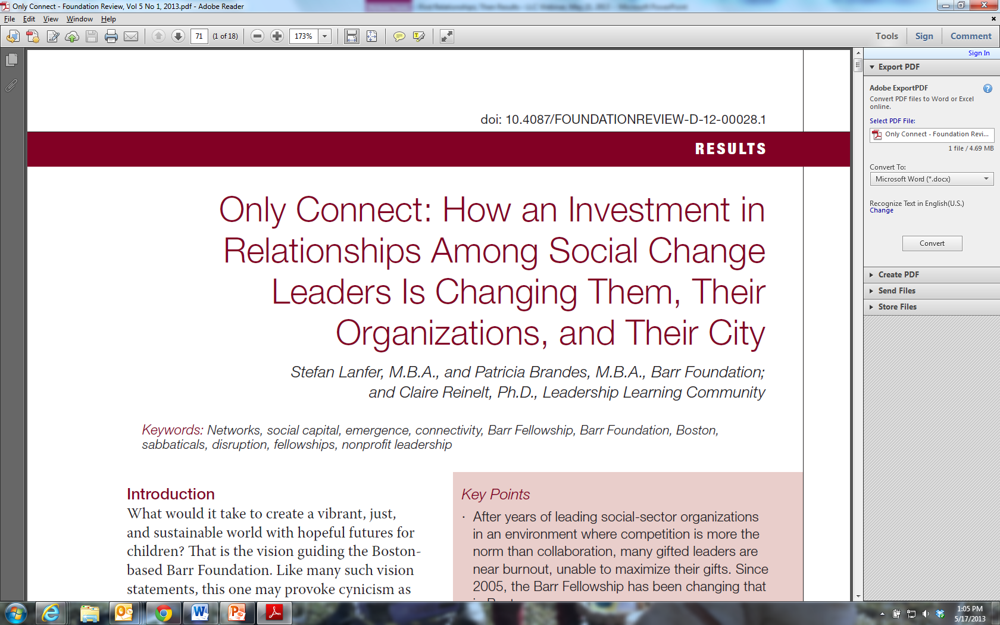 Only Connect - Foundation Review, Vol 5 No 1, 2013.pdf - Adobe Reader
File Edit View Window Help
71 (1 of 18) 173% Tools Sign Comment
Sign In
Export PDF
Adobe ExportPDF
Convert PDF files to Word or Excel
online.
Select PDF File:
Only Connect - Foundation Revi...
1 file / 4.69 MB
Convert To:
Microsoft Word (*.docx)
Recognize Text in English(U.S.)
Change
Convert
Create PDF
Send Files
Store Files
doi: 10.4087/FOUNDATIONREVIEW-D-12-00028.1
RESULTS
Only Connect: How an Investment in
Relationships Among Social Change
Leaders Is Changing Them, Their
Organizations, and Their City
Stefan Lanfer, M.B.A., and Patricia Brandes, M.B.A., Barr Foundation;
and Claire Reinelt, Ph.D., Leadership Learning Community
Keywords: Networks, social capital, emergence, connectivity, Barr Fellowship, Barr Foundation, Boston,
sabbaticals, disruption, fellowships, nonprofit leadership
Introduction
What would it take to create a vibrant, just,
and sustainable world with hopeful futures for
children? That is the vision guiding the Boston-
based Barr Foundation. Like many such vision
statements, this one may provoke cynicism as
Key Points
· After years of leading social-sector organizations
in an environment where competition is more the
norm than collaboration, many gifted leaders are
near burnout, unable to maximize their gifts. Since
2005, the Barr Fellowship has been changing that
1:05 PM
5/17/2013